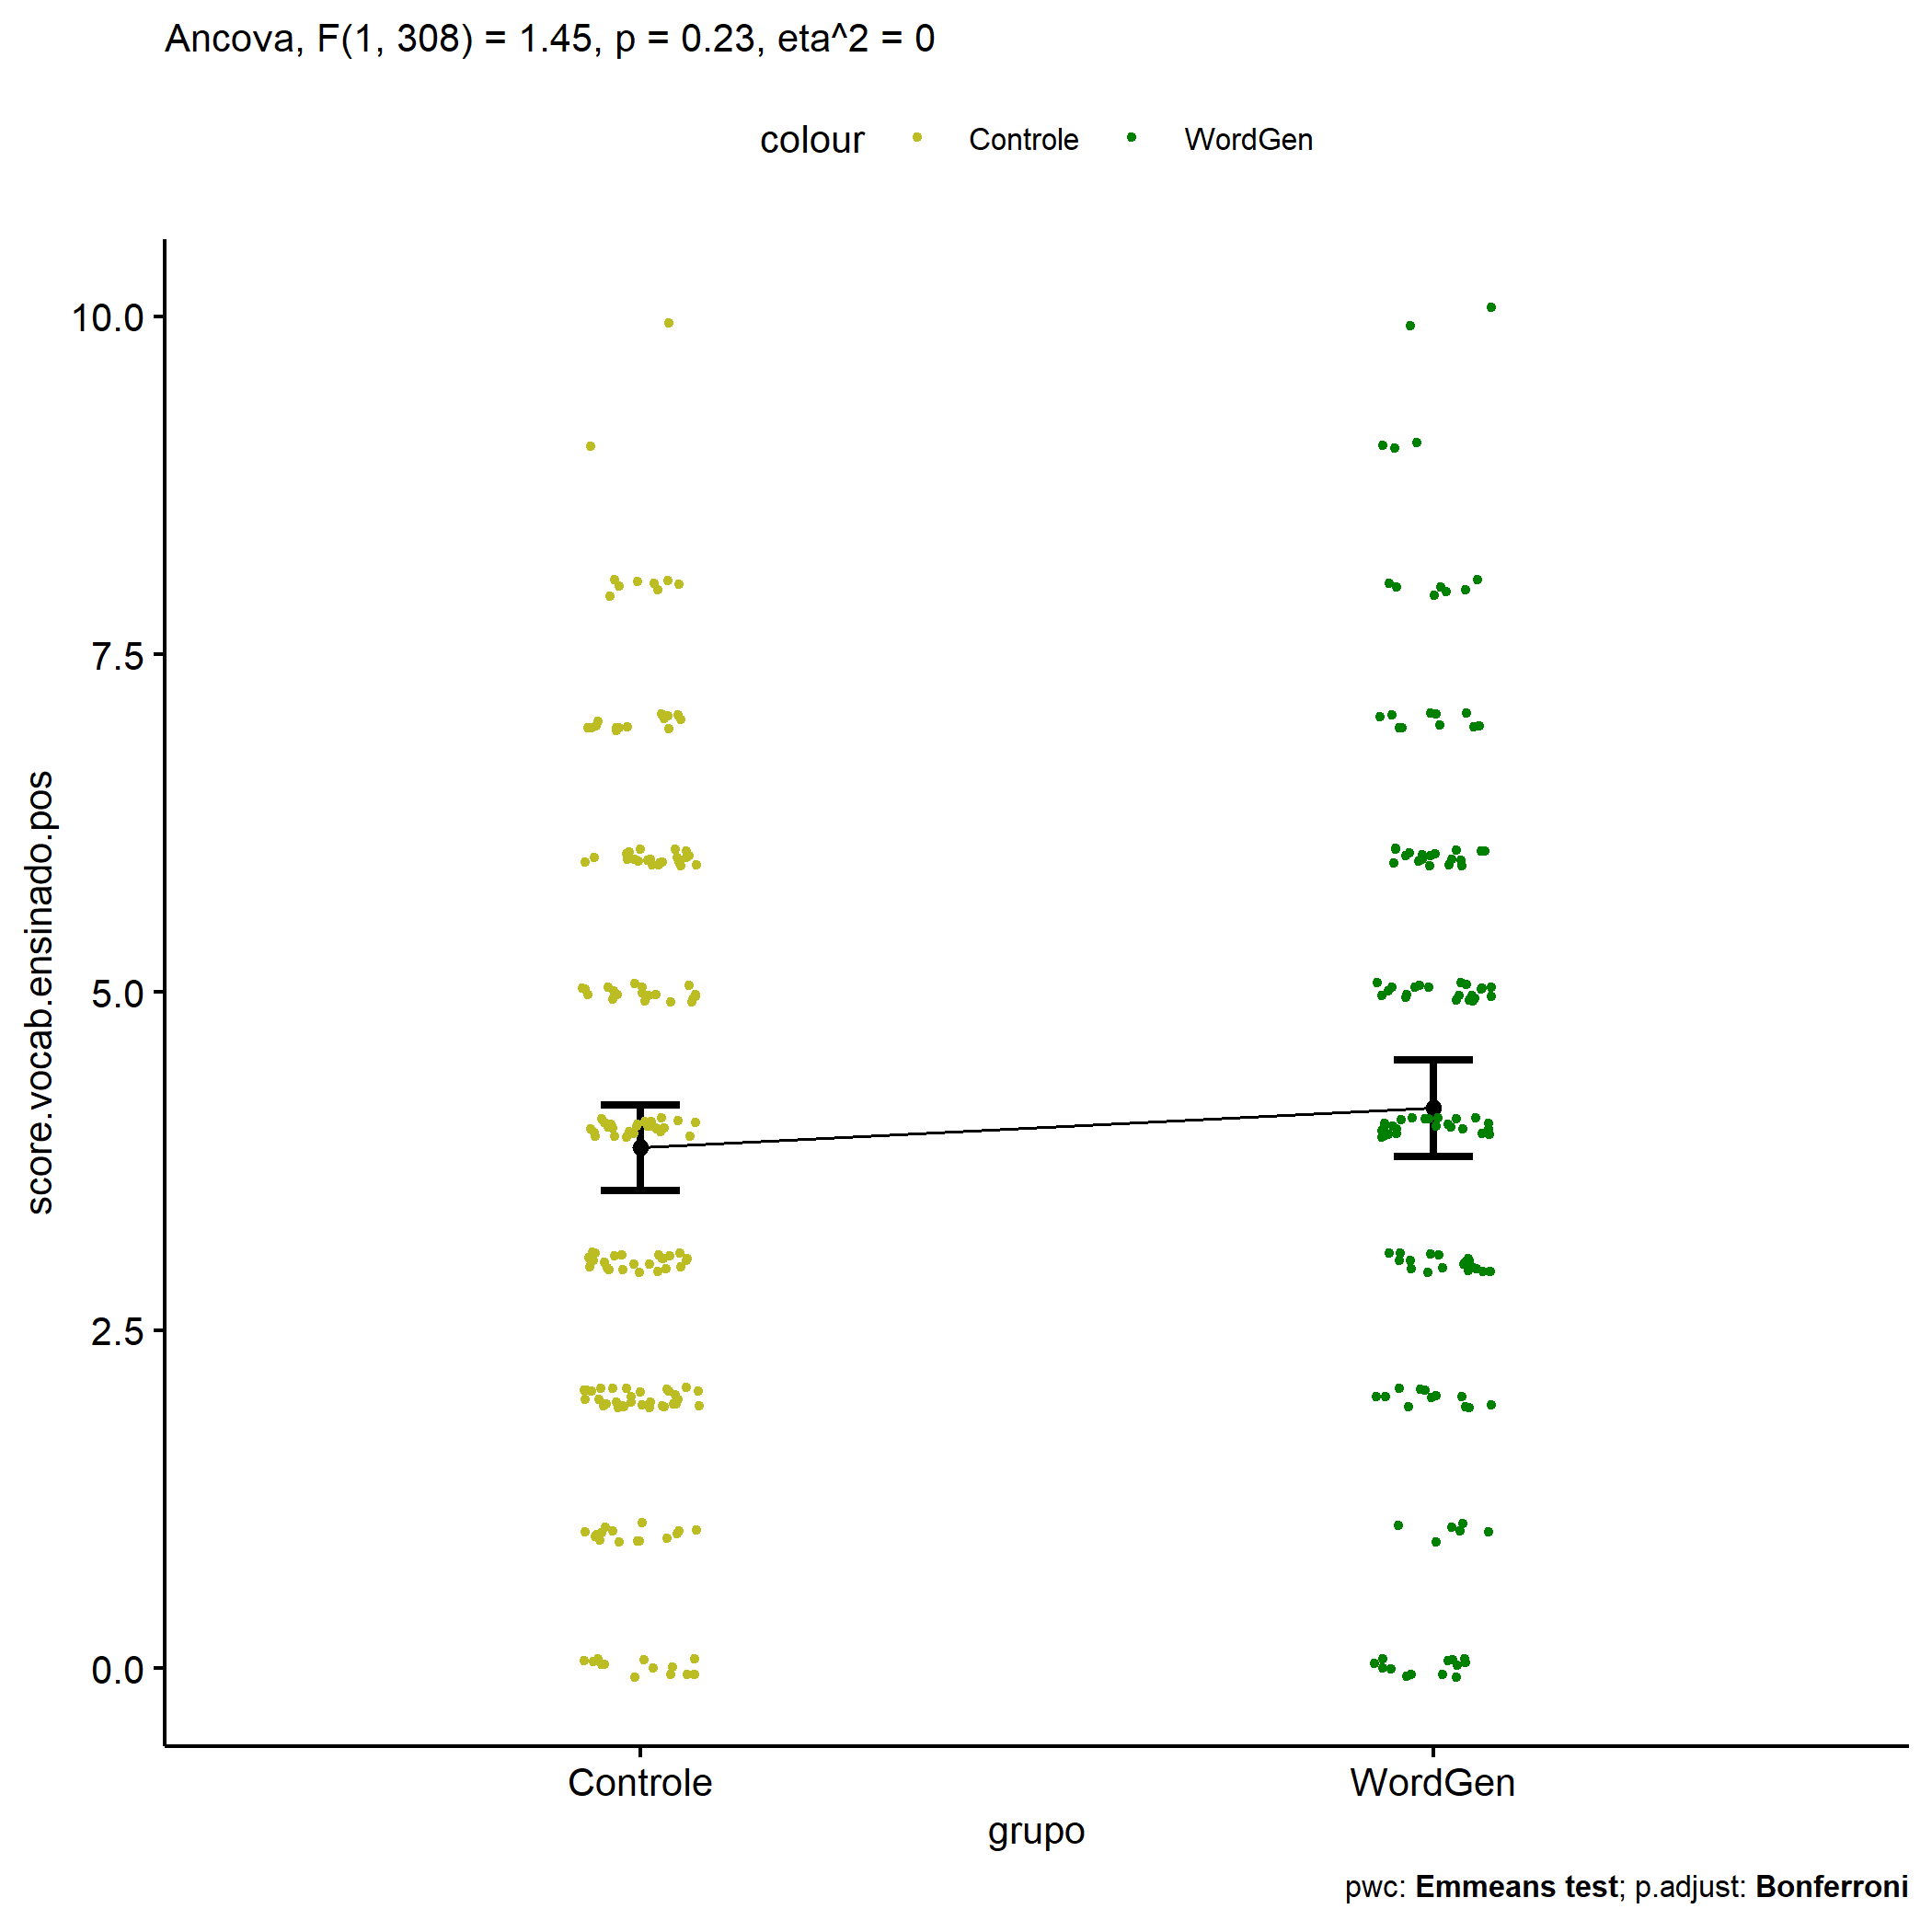 Ancova, F(1, 308) = 1.45, p = 0.23, eta^2 = 0
colour Controle WordGen
score.vocab.ensinado.pos
10.0
7.5
5.0
2.5
0.0
Controle WordGen
grupo
pwc: Emmeans test; p.adjust: Bonferroni